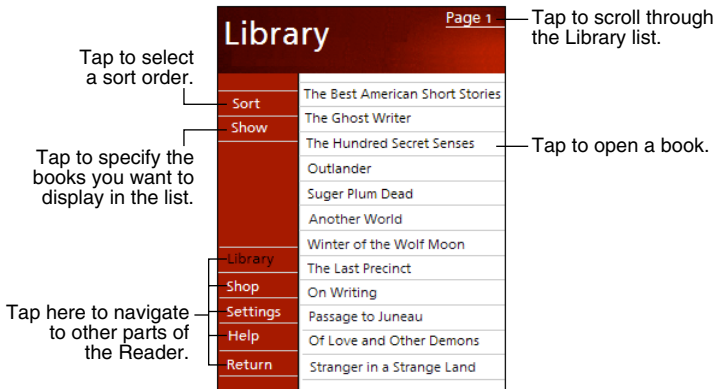 Library
Page 1
Tap to scroll through
the Library list.
Tap to select
a sort order.
Sort
Show
Tap to specify the
books you want to
display in the list.
The Best American Short Stories
The Ghost Writer
The Hundred Secret Senses
Outlander
Suger Plum Dead
Another World
Winter of the Wolf Moon
The Last Precinct
On Writing
Passage to Juneau
Of Love and Other Demons
Stranger in a Strange Land
Tap to open a book.
Library
Shop
Settings
Help
Return
Tap here to navigate
to other parts of
the Reader.